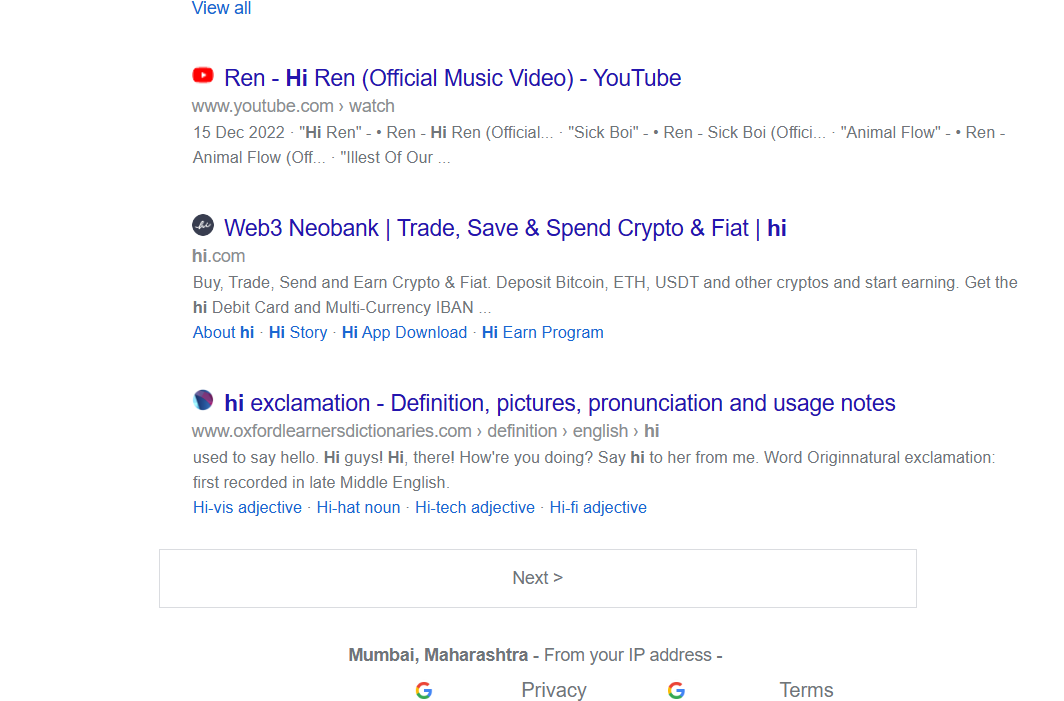 View all
Ren - Hi Ren (Official Music Video) - YouTube
www.youtube.com › watch
15 Dec 2022 · "Hi Ren" - • Ren - Hi Ren (Official... · "Sick Boi" - • Ren - Sick Boi (Offici... · "Animal Flow" - • Ren -
Animal Flow (Off... · "Illest Of Our ...
Web3 Neobank | Trade, Save & Spend Crypto & Fiat | hi
hi.com
Buy, Trade, Send and Earn Crypto & Fiat. Deposit Bitcoin, ETH, USDT and other cryptos and start earning. Get the
hi Debit Card and Multi-Currency IBAN ...
About hi · Hi Story · Hi App Download · Hi Earn Program
hi exclamation - Definition, pictures, pronunciation and usage notes
www.oxfordlearnersdictionaries.com › definition › english › hi
used to say hello. Hi guys! Hi, there! How're you doing? Say hi to her from me. Word Originnatural exclamation:
first recorded in late Middle English.
Hi-vis adjective · Hi-hat noun · Hi-tech adjective · Hi-fi adjective
Next >
Mumbai, Maharashtra - From your IP address -
Privacy Terms